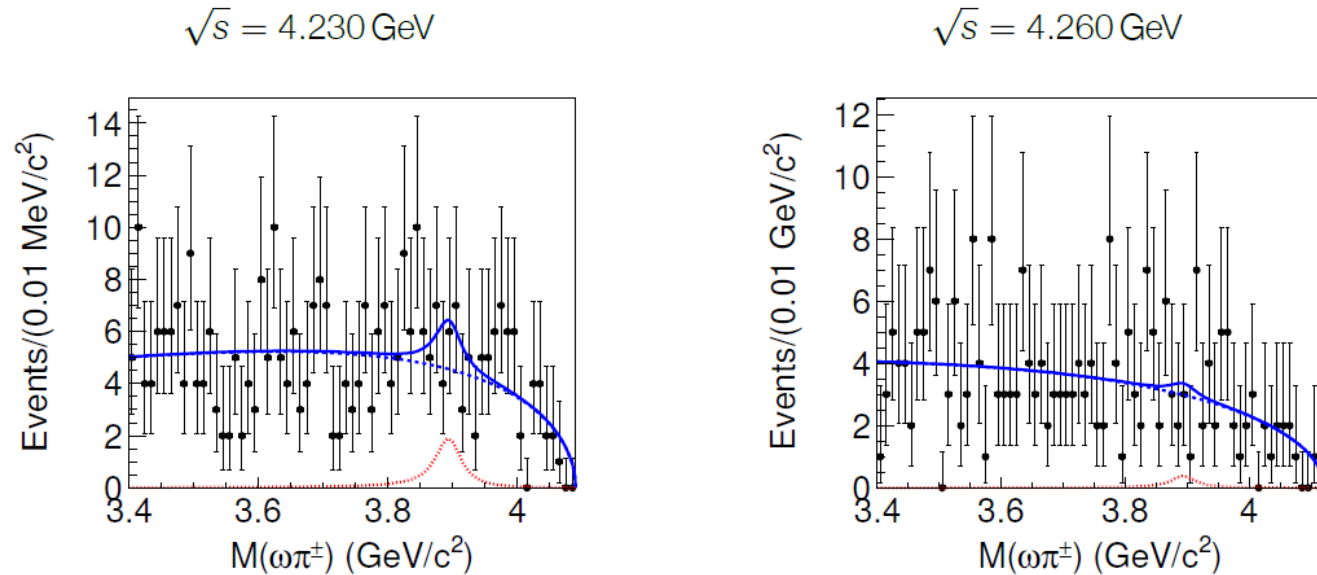 √s = 4.230 GeV
Events/(0.01 MeV/c²)
14
12
10
8
6
4
2
0
3.4 3.6 3.8 4
M(ωπ±) (GeV/c²)
√s = 4.260 GeV
Events/(0.01 GeV/c²)
12
10
8
6
4
2
0
3.4 3.6 3.8 4
M(ωπ±) (GeV/c²)